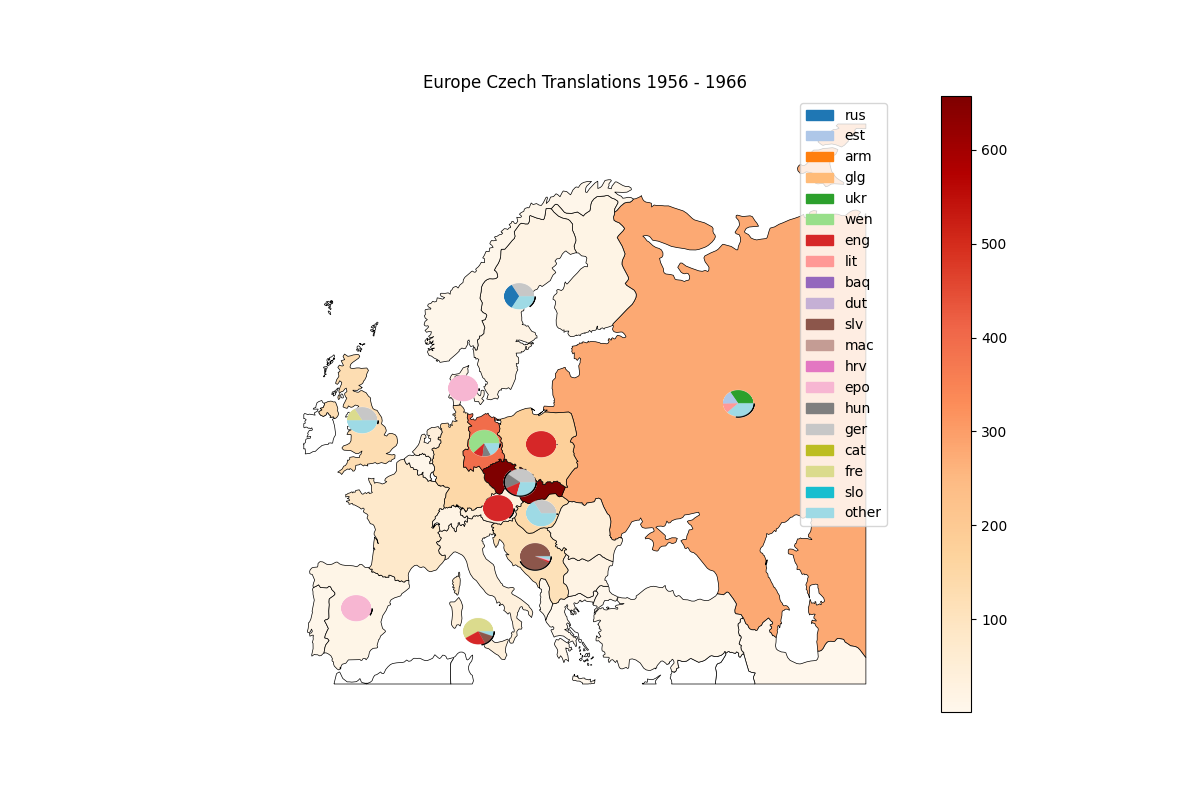 Europe Czech Translations 1956 - 1966
rus
est
arm
glg
ukr
wen
eng
lit
baq
dut
slv
mac
hrv
epo
hun
ger
cat
fre
slo
other
600
500
400
300
200
100